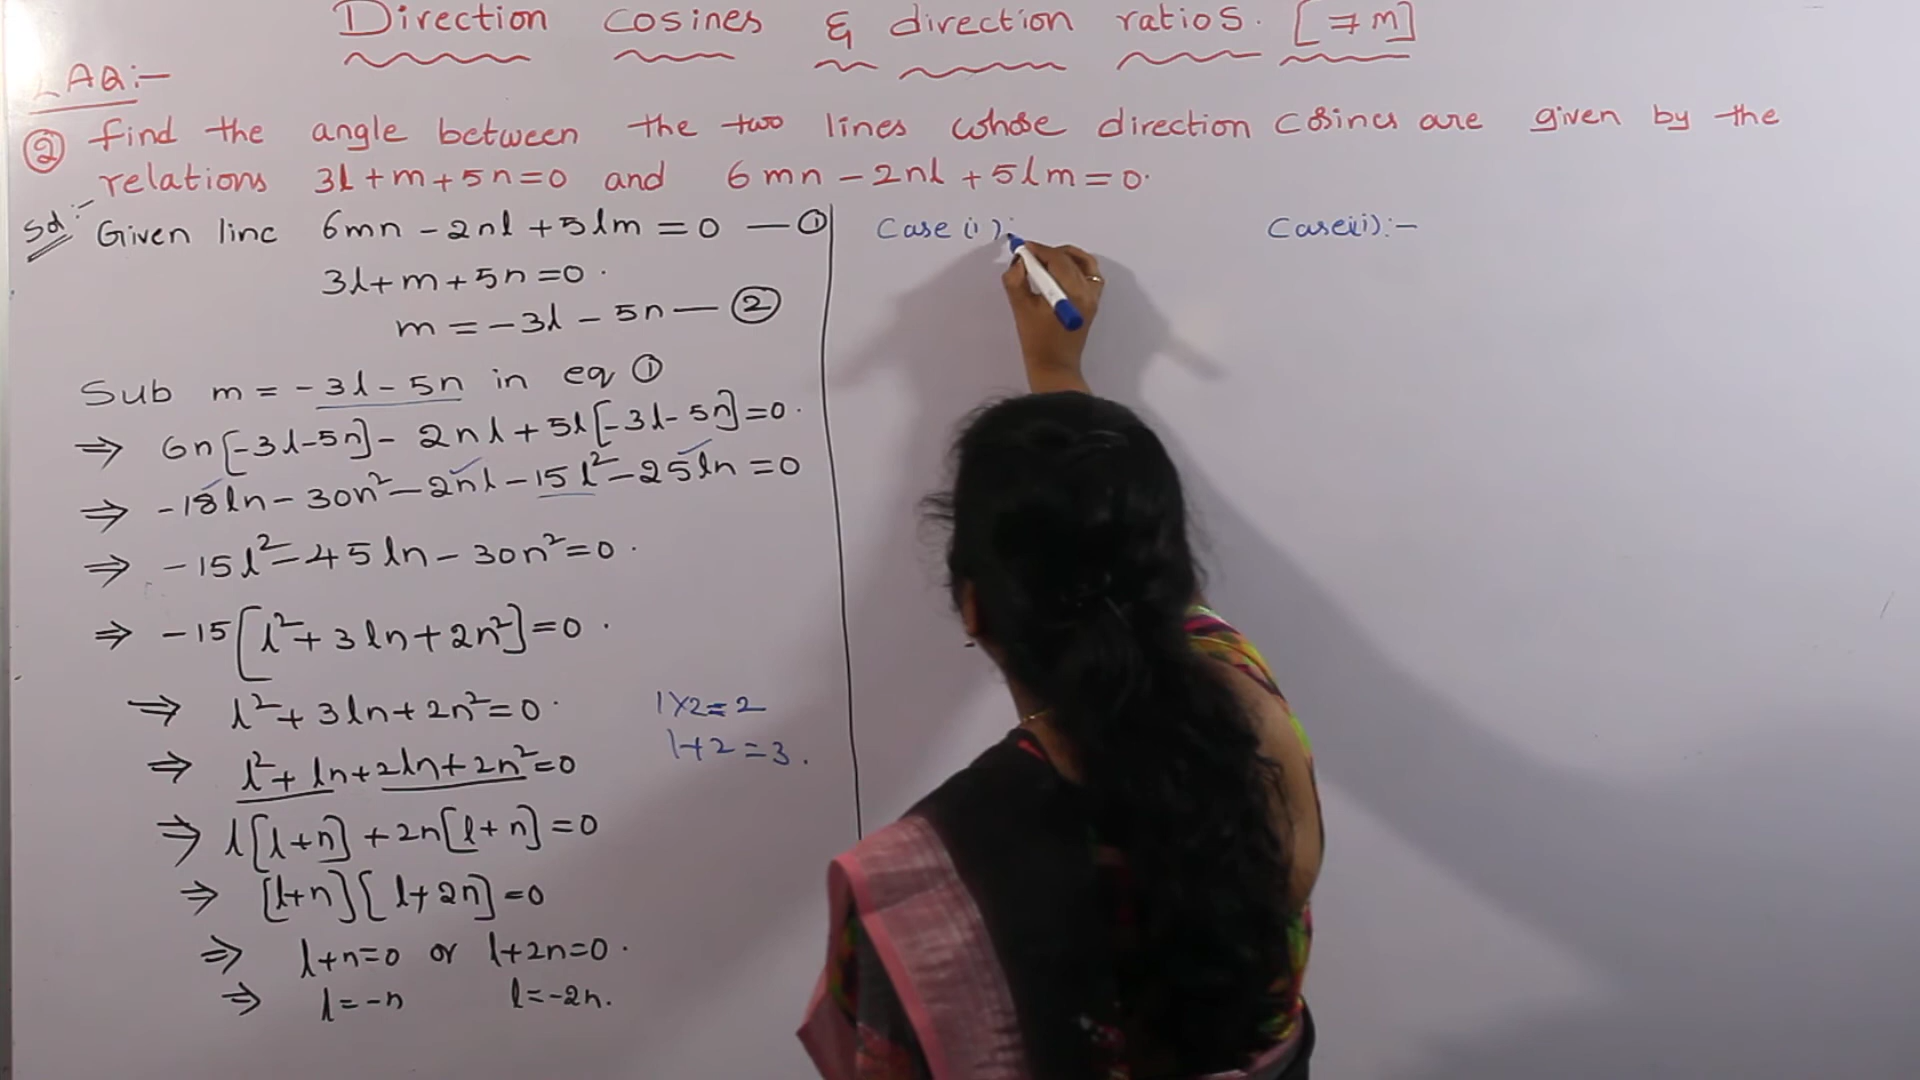 Direction cosines & direction ratios. [7M]
LAQ:-
② Find the angle between the two lines whose direction cosines are given by the
relations 3l+m+5n=0 and 6mn-2nl+5lm=0.
Sol:- Given line 6mn-2nl+5lm=0 —①
3l+m+5n=0.
m=-3l-5n—②
Sub m=-3l-5n in eq ①
⇒ 6n[-3l-5n]-2nl+5l[-3l-5n]=0.
⇒ -18ln-30n²-2nl-15l²-25ln=0
⇒ -15l²-45ln-30n²=0.
⇒ -15[l²+3ln+2n²]=0.
⇒ l²+3ln+2n²=0.
1X2=2
⇒ l²+ln+2ln+2n²=0
1+2=3.
⇒ l[l+n]+2n[l+n]=0
⇒ [l+n][l+2n]=0
⇒ l+n=0 or l+2n=0.
⇒ l=-n l=-2n.
Case (i):
Case(ii):-